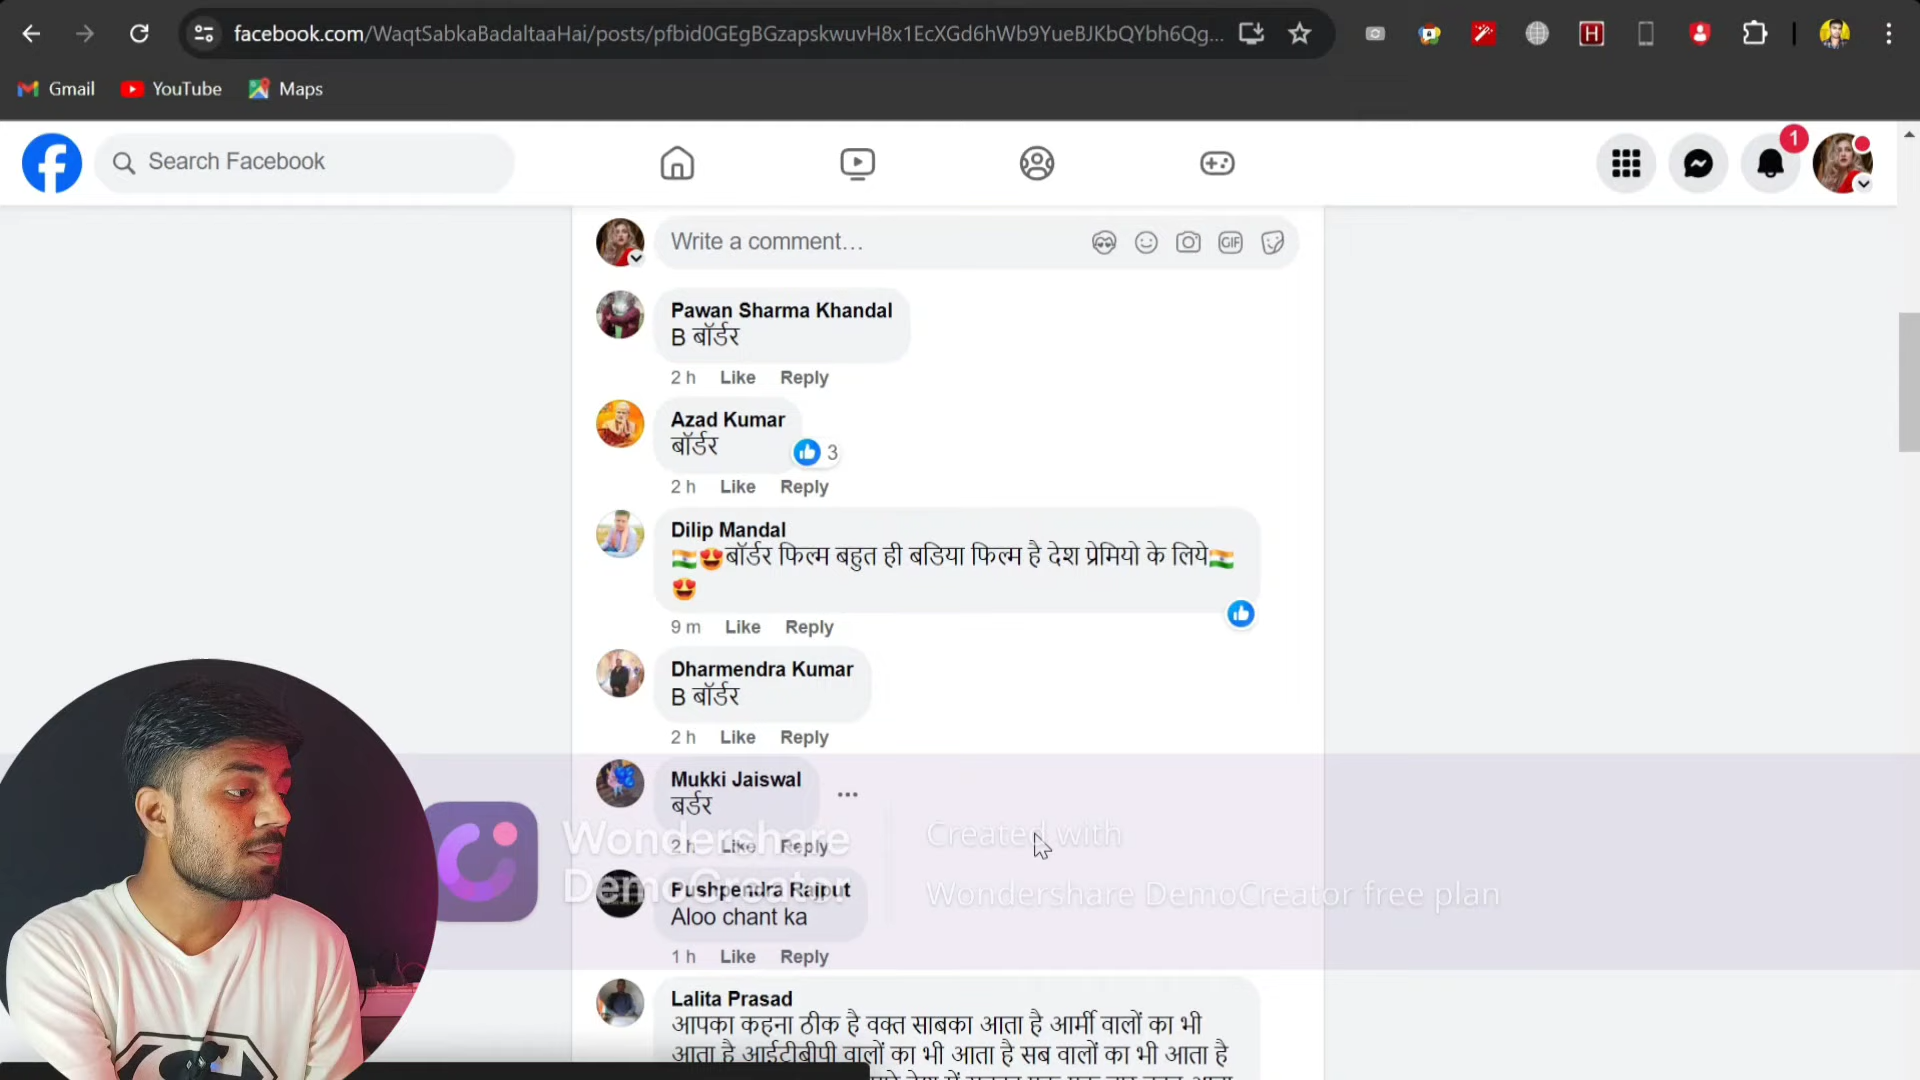 facebook.com/WaqtSabkaBadaltaaHai/posts/pfbid0GEgBGzapskwuvH8x1EcXGd6hWb9YueBJKbQYbh6Qg...
Gmail YouTube Maps
Search Facebook
1
Write a comment…
GIF
Pawan Sharma Khandal
B बॉर्डर
2 h Like Reply
Azad Kumar
बॉर्डर
3
2 h Like Reply
Dilip Mandal
🇮🇳😍बॉर्डर फिल्म बहुत ही बडिया फिल्म है देश प्रेमियो के लिये🇮🇳
😍
9 m Like Reply
Dharmendra Kumar
B बॉर्डर
2 h Like Reply
Mukki Jaiswal
बर्डर
2 h Like Reply
Wondershare
DemoCreator
Created with
Wondershare DemoCreator free plan
Pushpendra Rajput
Aloo chant ka
1 h Like Reply
Lalita Prasad
आपका कहना ठीक है वक्त साबका आता है आर्मी वालों का भी
आता है आईटीबीपी वालों का भी आता है सब वालों का भी आता है